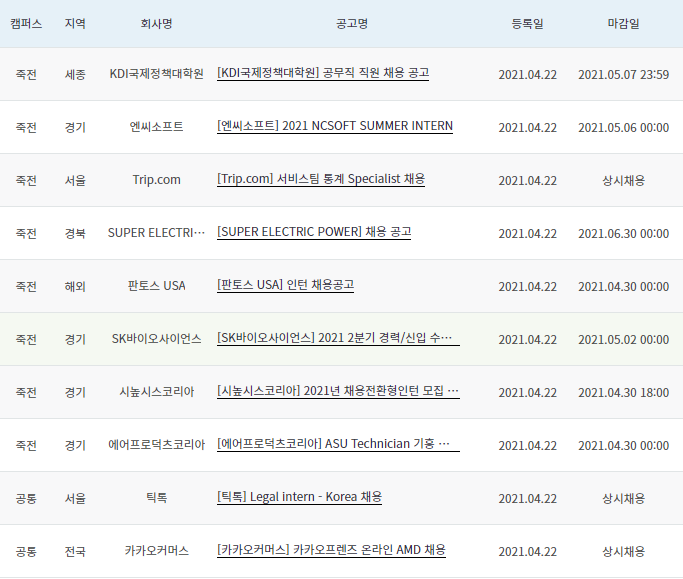 캠퍼스 지역 회사명 공고명 등록일 마감일
죽전 세종 KDI국제정책대학원 [KDI국제정책대학원] 공무직 직원 채용 공고 2021.04.22 2021.05.07 23:59
죽전 경기 엔씨소프트 [엔씨소프트] 2021 NCSOFT SUMMER INTERN 2021.04.22 2021.05.06 00:00
죽전 서울 Trip.com [Trip.com] 서비스팀 통계 Specialist 채용 2021.04.22 상시채용
죽전 경북 SUPER ELECTRI··· [SUPER ELECTRIC POWER] 채용 공고 2021.04.22 2021.06.30 00:00
죽전 해외 판토스 USA [판토스 USA] 인턴 채용공고 2021.04.22 2021.04.30 00:00
죽전 경기 SK바이오사이언스 [SK바이오사이언스] 2021 2분기 경력/신입 수··· 2021.04.22 2021.05.02 00:00
죽전 경기 시높시스코리아 [시높시스코리아] 2021년 채용전환형인턴 모집 ··· 2021.04.22 2021.04.30 18:00
죽전 경기 에어프로덕츠코리아 [에어프로덕츠코리아] ASU Technician 기흥 ··· 2021.04.22 2021.04.30 00:00
공통 서울 틱톡 [틱톡] Legal intern - Korea 채용 2021.04.22 상시채용
공통 전국 카카오커머스 [카카오커머스] 카카오프렌즈 온라인 AMD 채용 2021.04.22 상시채용